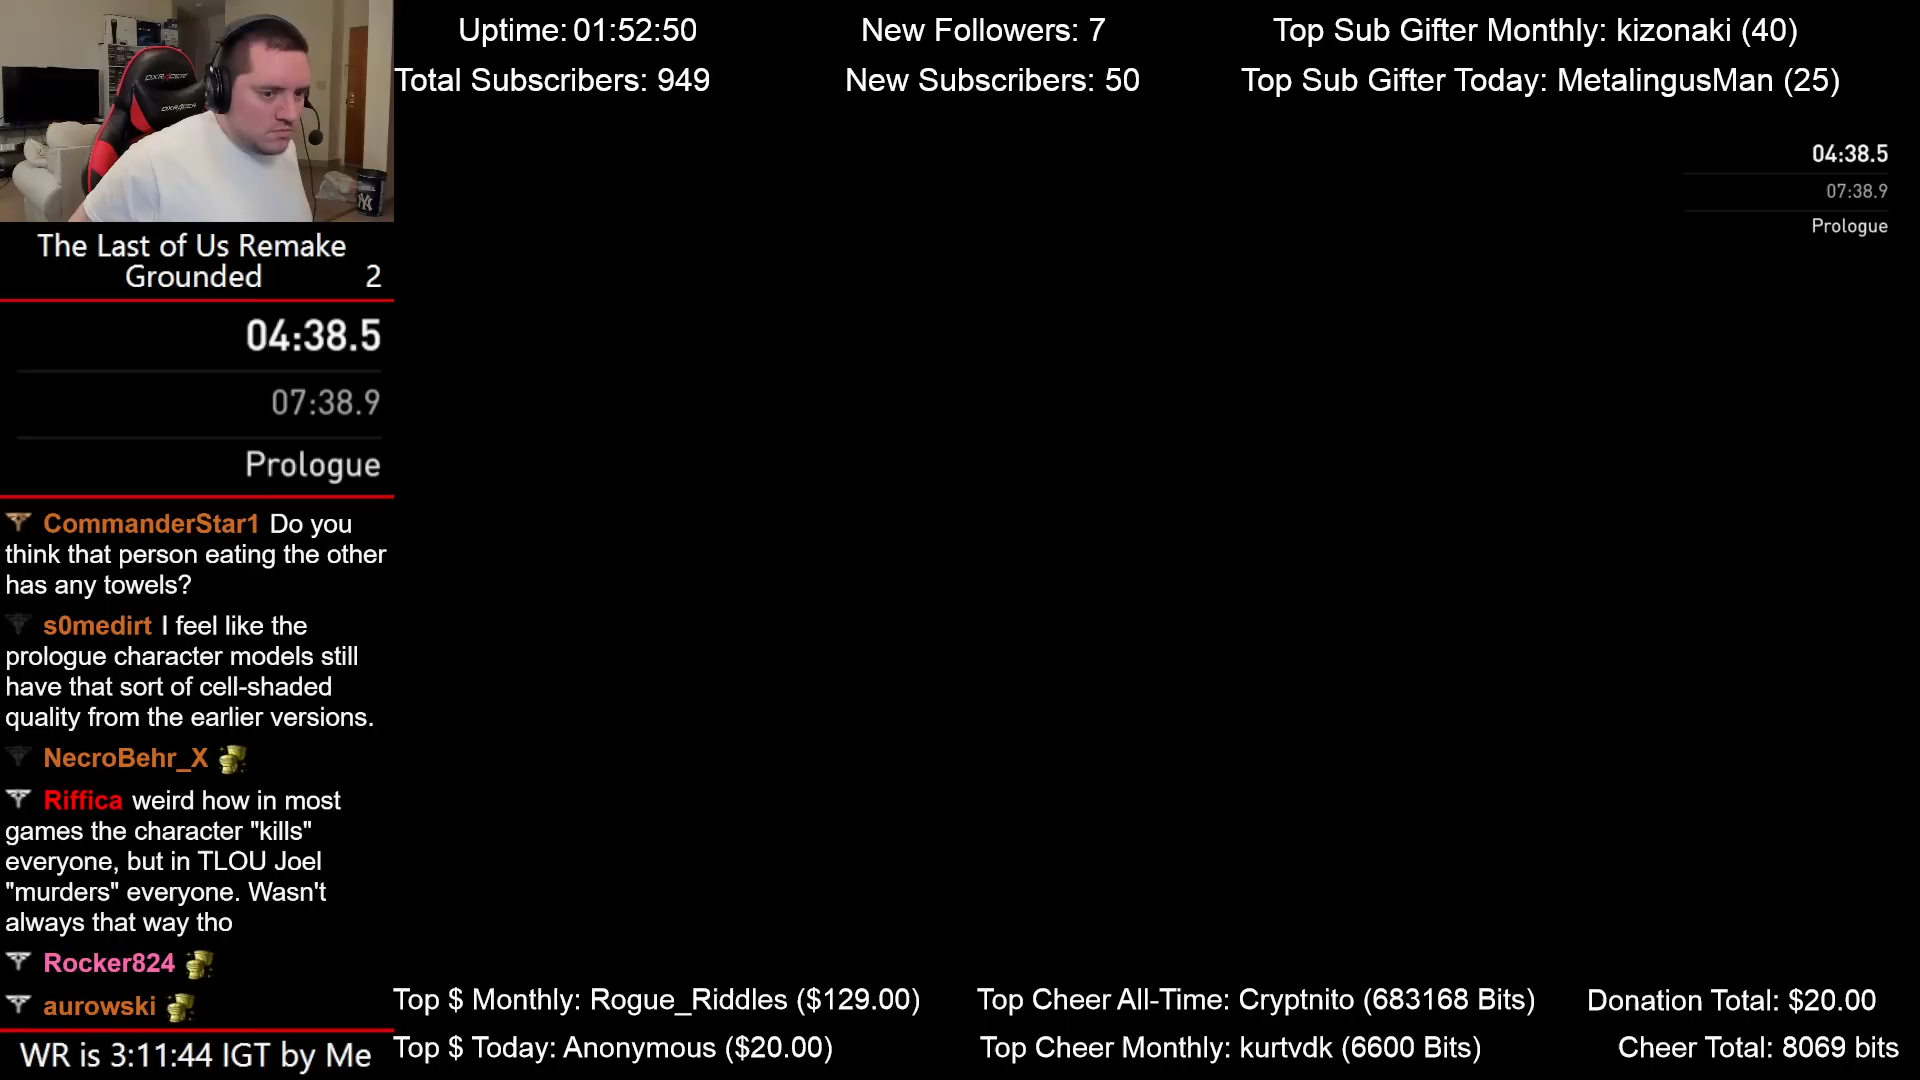 Uptime: 01:52:50
New Followers: 7
Top Sub Gifter Monthly: kizonaki (40)
Total Subscribers: 949
New Subscribers: 50
Top Sub Gifter Today: MetalingusMan (25)
DXRACER
DXRACER
04:38.5
07:38.9
Prologue
The Last of Us Remake
Grounded 2
04:38.5
07:38.9
Prologue
CommanderStar1 Do you
think that person eating the other
has any towels?
s0medirt I feel like the
prologue character models still
have that sort of cell-shaded
quality from the earlier versions.
NecroBehr_X
Riffica weird how in most
games the character "kills"
everyone, but in TLOU Joel
"murders" everyone. Wasn't
always that way tho
Rocker824
aurowski
WR is 3:11:44 IGT by Me
Top $ Monthly: Rogue_Riddles ($129.00)
Top Cheer All-Time: Cryptnito (683168 Bits)
Donation Total: $20.00
Top $ Today: Anonymous ($20.00)
Top Cheer Monthly: kurtvdk (6600 Bits)
Cheer Total: 8069 bits